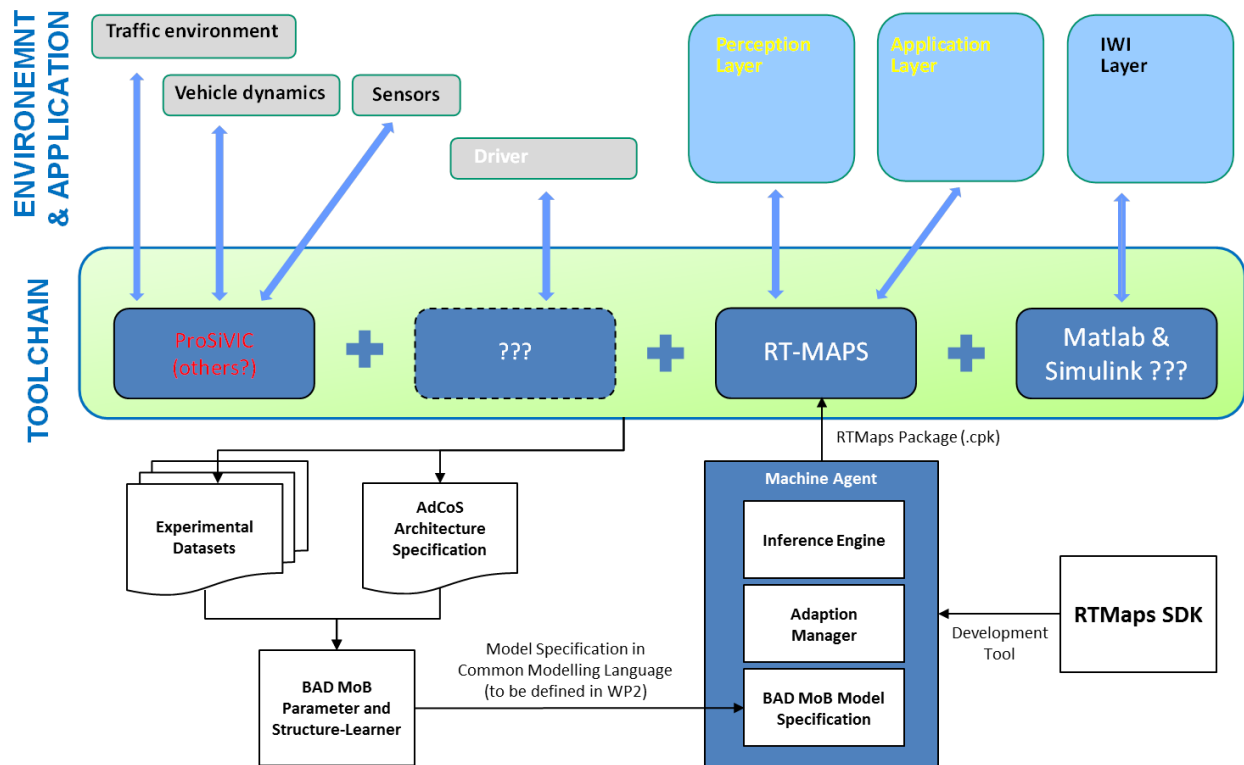 ENVIRONEMNT
& APPLICATION
Traffic environment
Vehicle dynamics
Sensors
Driver
Perception
Layer
Application
Layer
IWI
Layer
TOOLCHAIN
ProSiVIC
(others?)
???
RT-MAPS
Matlab &
Simulink ???
RTMaps Package (.cpk)
Experimental
Datasets
AdCoS
Architecture
Specification
Machine Agent
Inference Engine
Adaption
Manager
BAD MoB Model
Specification
Development
Tool
RTMaps SDK
Model Specification in
Common Modelling Language
(to be defined in WP2)
BAD MoB
Parameter and
Structure-Learner